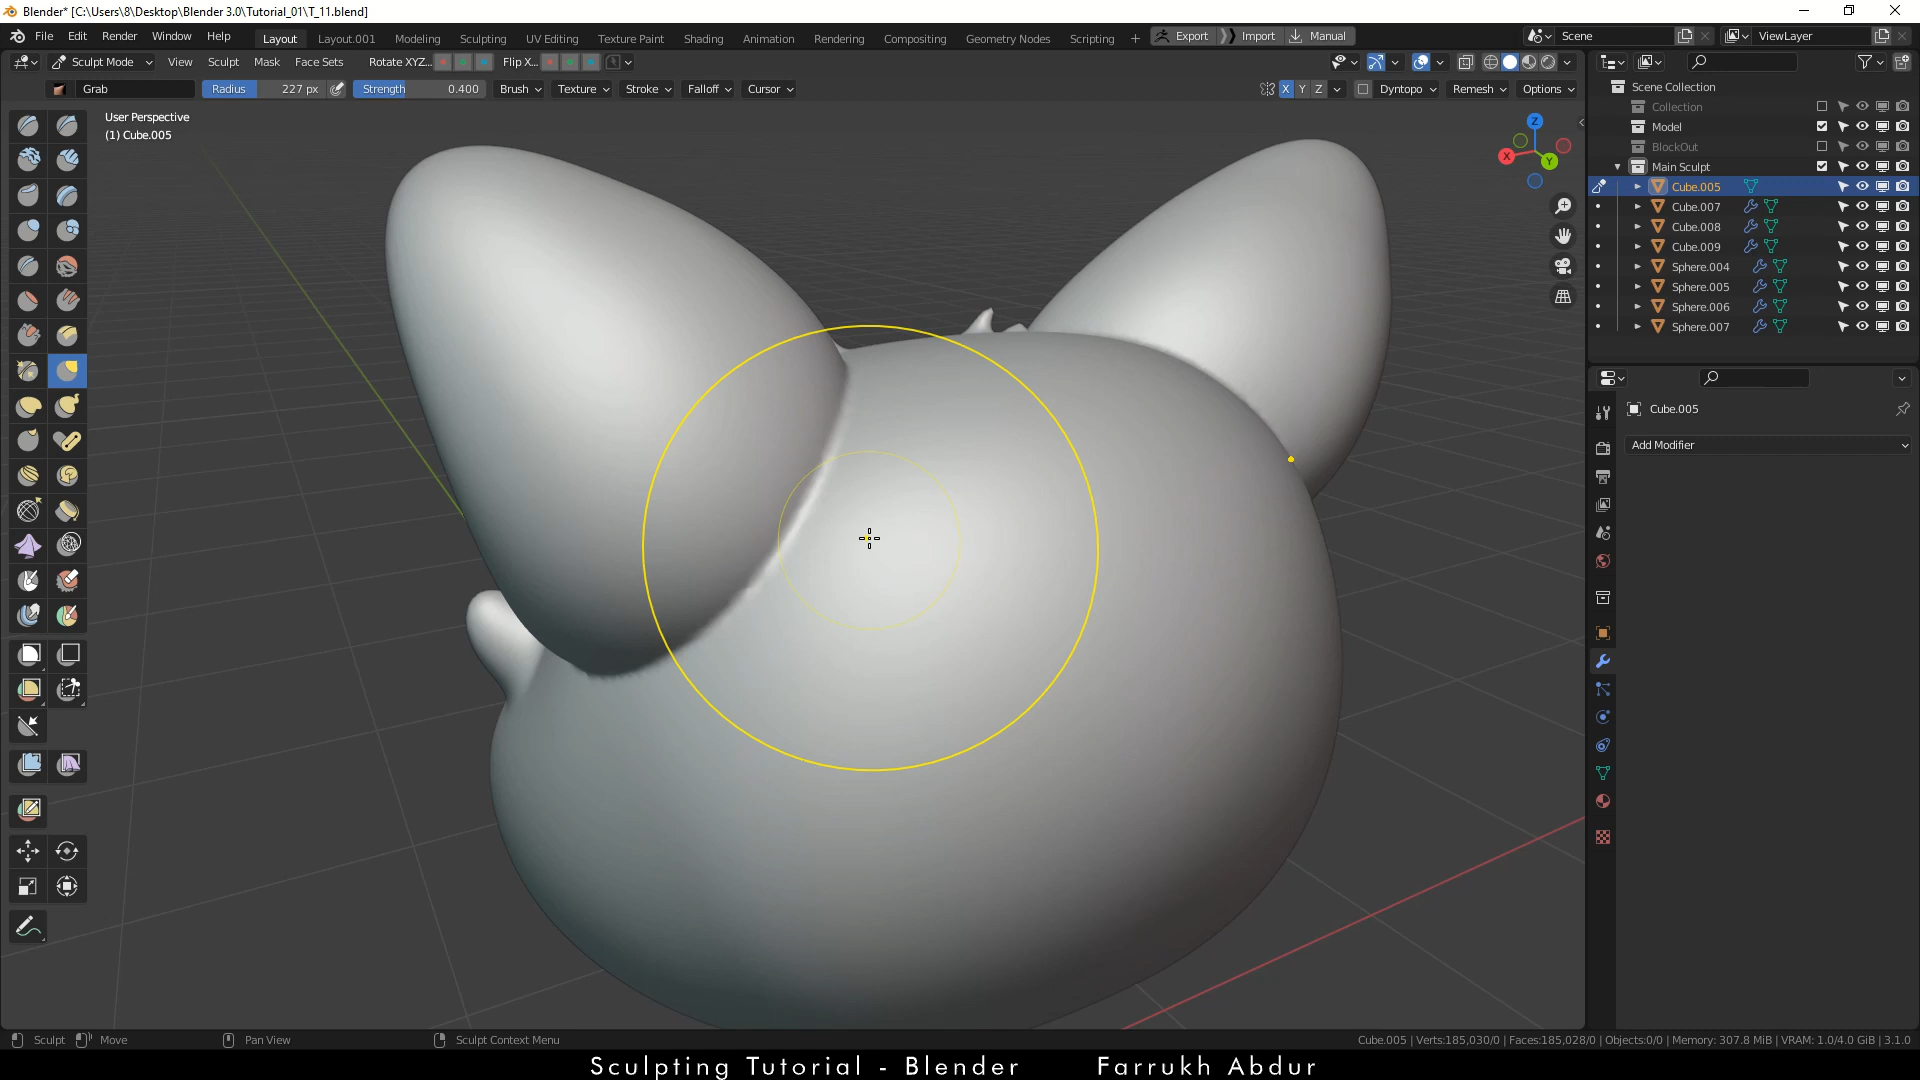 Blender* [C:\Users\8\Desktop\Blender 3.0\Tutorial_01\T_11.blend]
File Edit Render Window Help Layout Layout.001 Modeling Sculpting UV Editing Texture Paint Shading Animation Rendering Compositing Geometry Nodes Scripting + Export Import Manual Scene ViewLayer
Sculpt Mode View Sculpt Mask Face Sets Rotate XYZ... Flip X...
Grab Radius 227 px Strength 0.400 Brush Texture Stroke Falloff Cursor X Y Z Dyntopo Remesh Options
User Perspective
(1) Cube.005
Z
X
Y
Scene Collection
Collection
Model
BlockOut
Main Sculpt
Cube.005
Cube.007
Cube.008
Cube.009
Sphere.004
Sphere.005
Sphere.006
Sphere.007
Cube.005
Add Modifier
Sculpt Move Pan View Sculpt Context Menu Cube.005 | Verts:185,030/0 | Faces:185,028/0 | Objects:0/0 | Memory: 307.8 MiB | VRAM: 1.0/4.0 GiB | 3.1.0
Sculpting Tutorial - Blender Farrukh Abdur